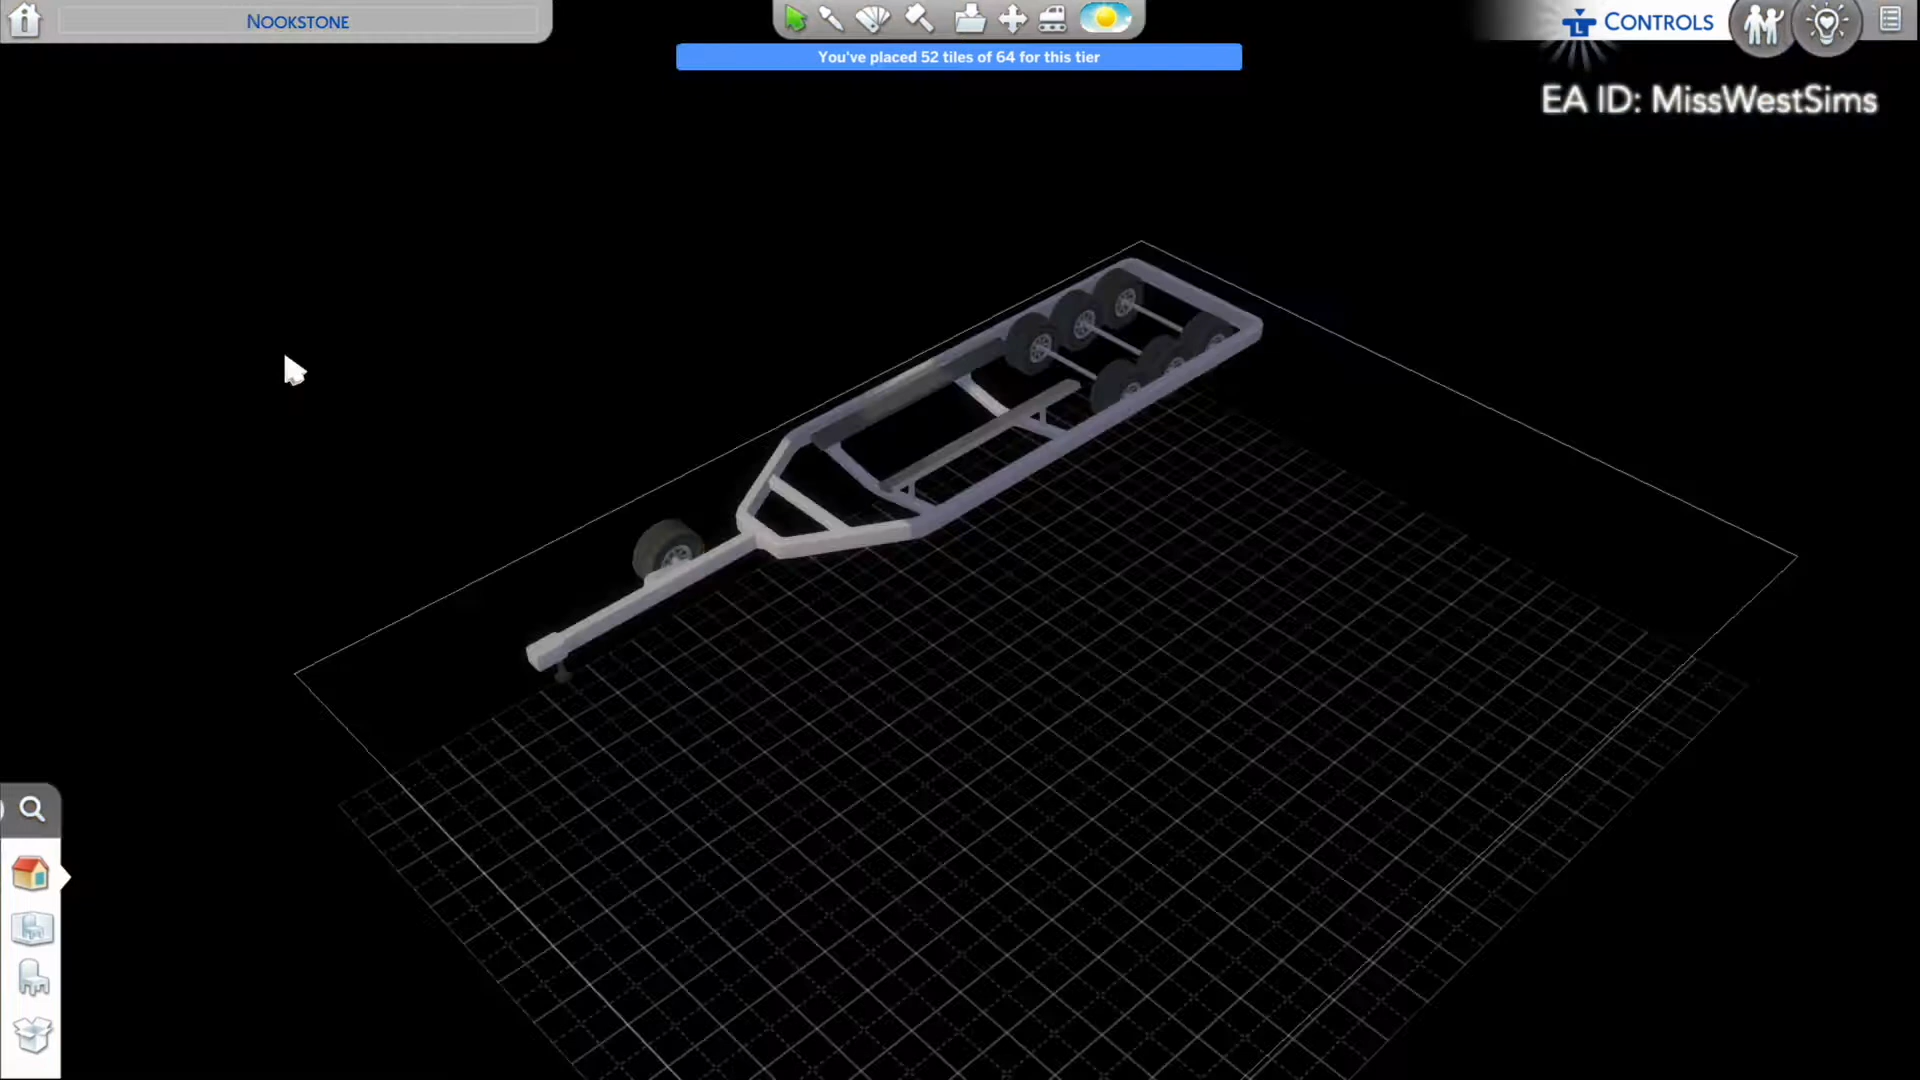 NOOKSTONE
L CONTROLS
You've placed 52 tiles of 64 for this tier
EA ID: MissWestSims